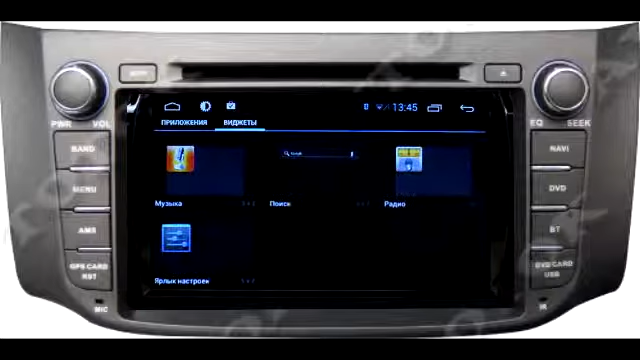 13:45
ПРИЛОЖЕНИЯ ВИДЖЕТЫ
PWR VOL
EQ SEEK
BAND
NAVI
MENU
DVD
AMS
BT
GPS CARD
RST
DVD/CARD
USB
MIC
IR
Музыка
Поиск
Радио
Ярлык настроек